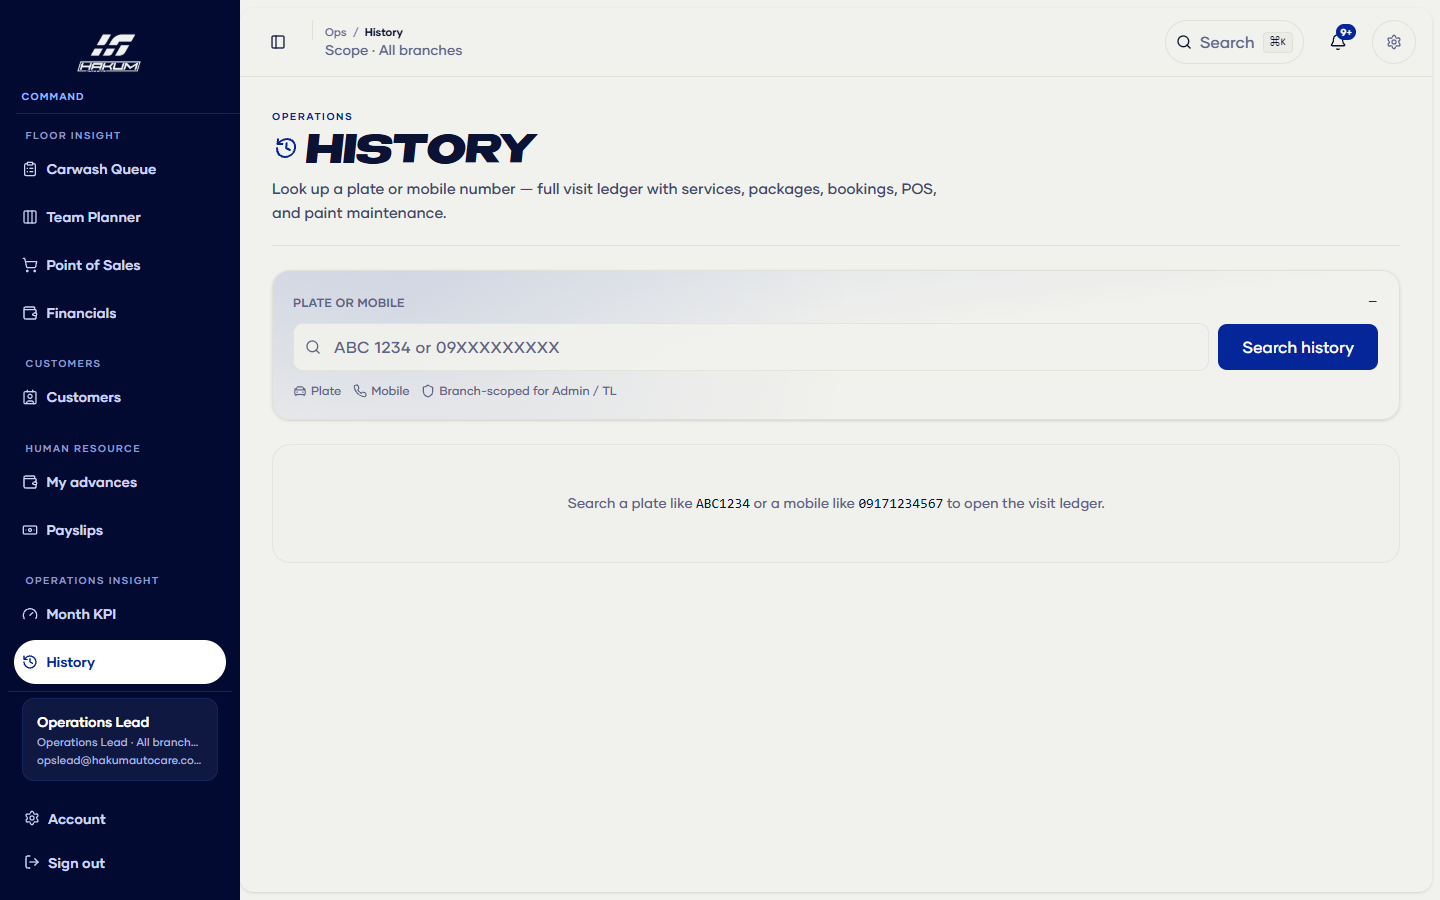 HAKUM
COMMAND
FLOOR INSIGHT
Carwash Queue
Team Planner
Point of Sales
Financials
CUSTOMERS
Customers
HUMAN RESOURCE
My advances
Payslips
OPERATIONS INSIGHT
Month KPI
History
Operations Lead
Operations Lead · All branch...
opslead@hakumautocare.co...
Account
Sign out
Ops / History
Scope · All branches
Search ⌘K
9+
OPERATIONS
HISTORY
Look up a plate or mobile number — full visit ledger with services, packages, bookings, POS,
and paint maintenance.
PLATE OR MOBILE
–
ABC 1234 or 09XXXXXXXXX
Search history
Plate Mobile Branch-scoped for Admin / TL
Search a plate like ABC1234 or a mobile like 09171234567 to open the visit ledger.